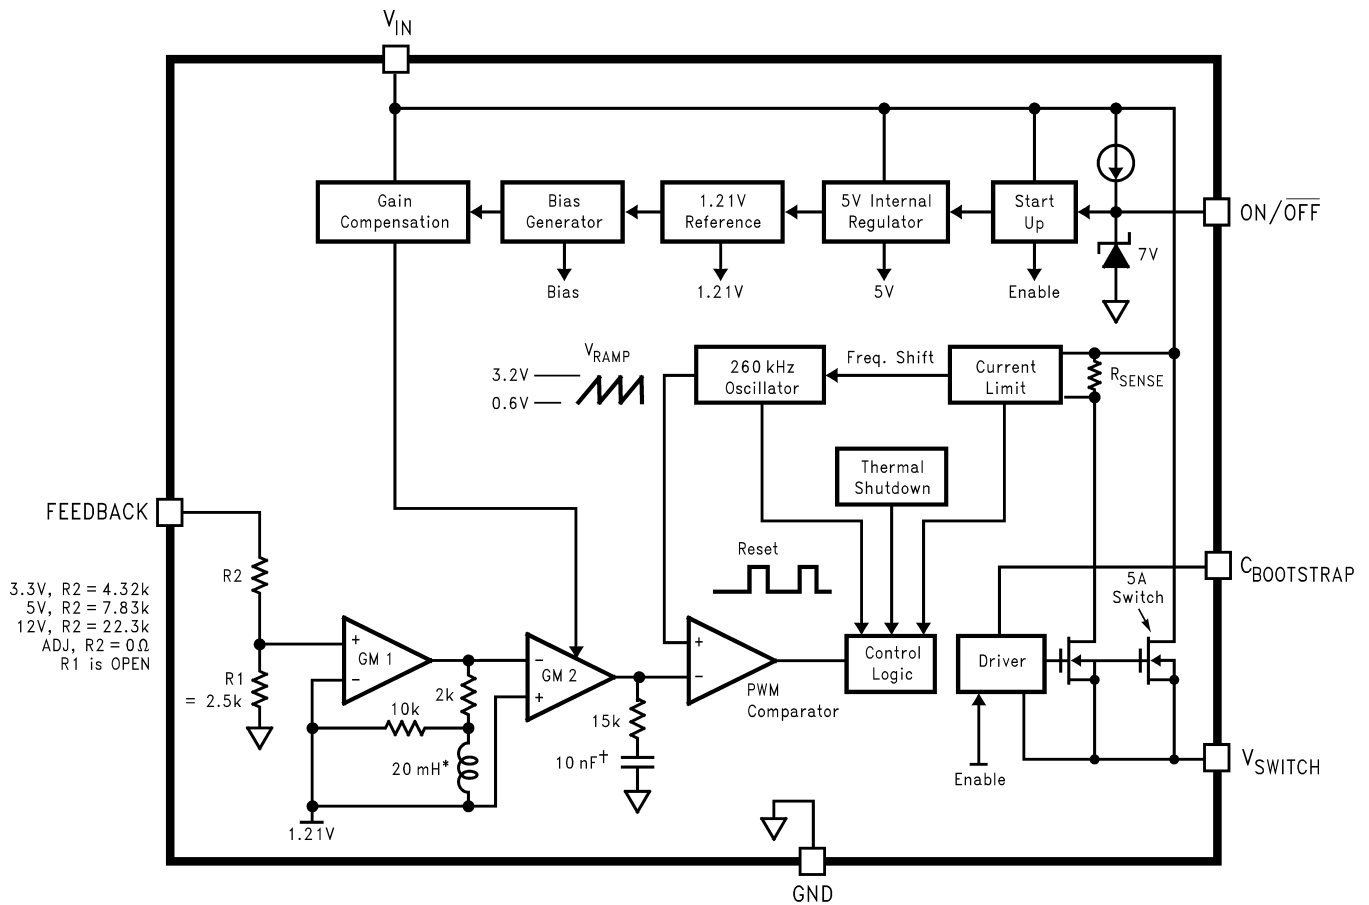 VIN
Gain
Compensation
Bias
Generator
1.21V
Reference
5V Internal
Regulator
Start
Up
ON/OFF
7V
Bias
1.21V
5V
Enable
VRAMP
3.2V
0.6V
260 kHz
Oscillator
Freq. Shift
Current
Limit
RSENSE
Thermal
Shutdown
FEEDBACK
Reset
R2
3.3V, R2 = 4.32k
5V, R2 = 7.83k
12V, R2 = 22.3k
ADJ, R2 = 0Ω
R1 is OPEN
CBOOTSTRAP
5A
Switch
+
GM 1
−
−
GM 2
+
+
−
PWM
Comparator
Control
Logic
Driver
R1
= 2.5k
2k
10k
20 mH*
15k
10 nF†
1.21V
Enable
VSWITCH
GND